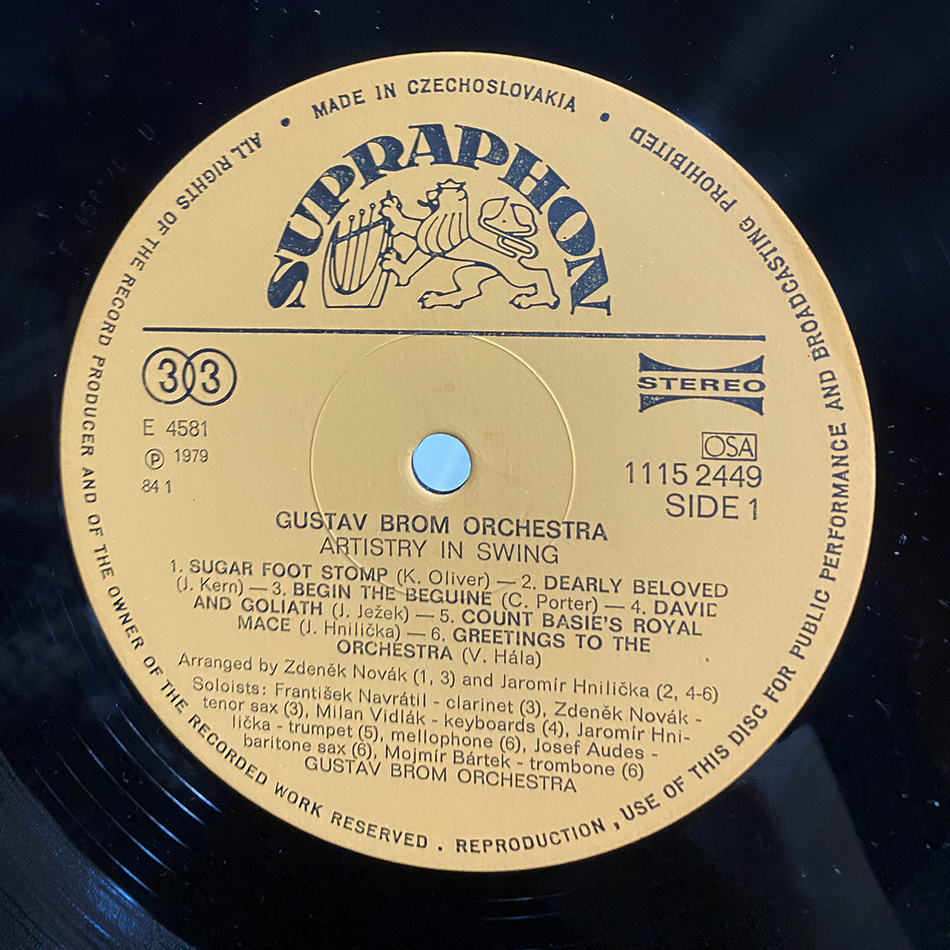 MADE IN CZECHOSLOVAKIA
SUPRAPHON
33
STEREO
E 4581
Ⓟ 1979
84 1
OSA
1115 2449
SIDE 1
GUSTAV BROM ORCHESTRA
ARTISTRY IN SWING
1. SUGAR FOOT STOMP (K. Oliver) — 2. DEARLY BELOVED
(J. Kern) — 3. BEGIN THE BEGUINE (C. Porter) — 4. DAVID
AND GOLIATH (J. Ježek) — 5. COUNT BASIE'S ROYAL
MACE (J. Hnilička) — 6. GREETINGS TO THE
ORCHESTRA (V. Hála)
Arranged by Zdeněk Novák (1, 3) and Jaromír Hnilička (2, 4-6)
Soloists: František Navrátil - clarinet (3), Zdeněk Novák -
tenor sax (3), Milan Vidlák - keyboards (4), Jaromír Hni-
lička - trumpet (5), mellophone (6), Josef Audes -
baritone sax (6), Mojmír Bártek - trombone (6)
GUSTAV BROM ORCHESTRA
ALL RIGHTS OF THE RECORD PRODUCER AND OF THE OWNER OF THE RECORDED WORK RESERVED . REPRODUCTION , USE OF THIS DISC FOR PUBLIC PERFORMANCE AND BROADCASTING PROHIBITED